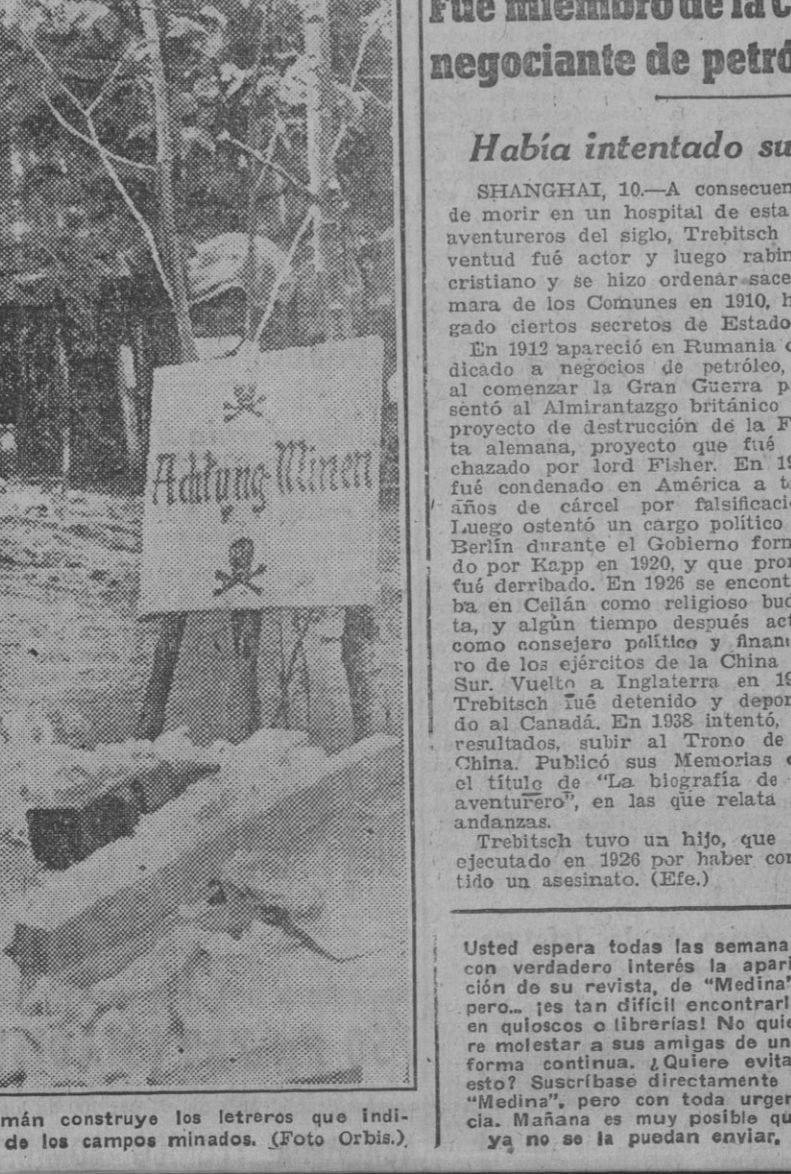 Achtung-Minen
mán construye los letreros que indi-
de los campos minados. (Foto Orbis.)
Fué miembro de la C
negociante de petró
Había intentado su
SHANGHAI, 10.—A consecuen
de morir en un hospital de esta
aventureros del siglo, Trebitsch
ventud fué actor y luego rabin
cristiano y se hizo ordenar sace
mara de los Comunes en 1910, h
gado ciertos secretos de Estado
En 1912 apareció en Rumania d
dicado a negocios de petróleo,
al comenzar la Gran Guerra p
sentó al Almirantazgo británico
proyecto de destrucción de la F
ta alemana, proyecto que fué
chazado por lord Fisher. En 19
fué condenado en América a t
años de cárcel por falsificaci
Luego ostentó un cargo político
Berlín durante el Gobierno form
do por Kapp en 1920, y que pron
fué derribado. En 1926 se encont
ba en Ceilán como religioso bud
ta, y algún tiempo después act
como consejero político y finan
ro de los ejércitos de la China
Sur. Vuelto a Inglaterra en 19
Trebitsch fué detenido y depor
do al Canadá. En 1938 intentó,
resultados, subir al Trono de
China. Publicó sus Memorias c
el título de "La biografía de
aventurero", en las que relata
andanzas.
Trebitsch tuvo un hijo, que
ejecutado en 1926 por haber com
tido un asesinato. (Efe.)
Usted espera todas las semana
con verdadero interés la apari
ción de su revista, de "Medina"
pero... ¡es tan difícil encontrarl
en quioscos o librerías! No quie
re molestar a sus amigas de un
forma continua. ¿Quiere evita
esto? Suscríbase directamente
"Medina", pero con toda urgen
cia. Mañana es muy posible qu
ya no se la puedan enviar.